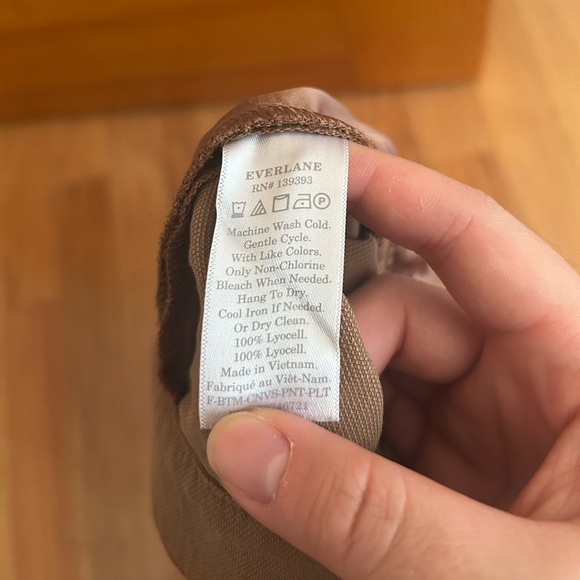 EVERLANE
RN# 139393
P
Machine Wash Cold.
Gentle Cycle.
With Like Colors.
Only Non-Chlorine
Bleach When Needed.
Hang To Dry.
Cool Iron If Needed.
Or Dry Clean.
100% Lyocell.
100% Lyocell.
Made in Vietnam.
Fabriqué au Viêt-Nam.
F-BTM-CNVS-PNT-PLT